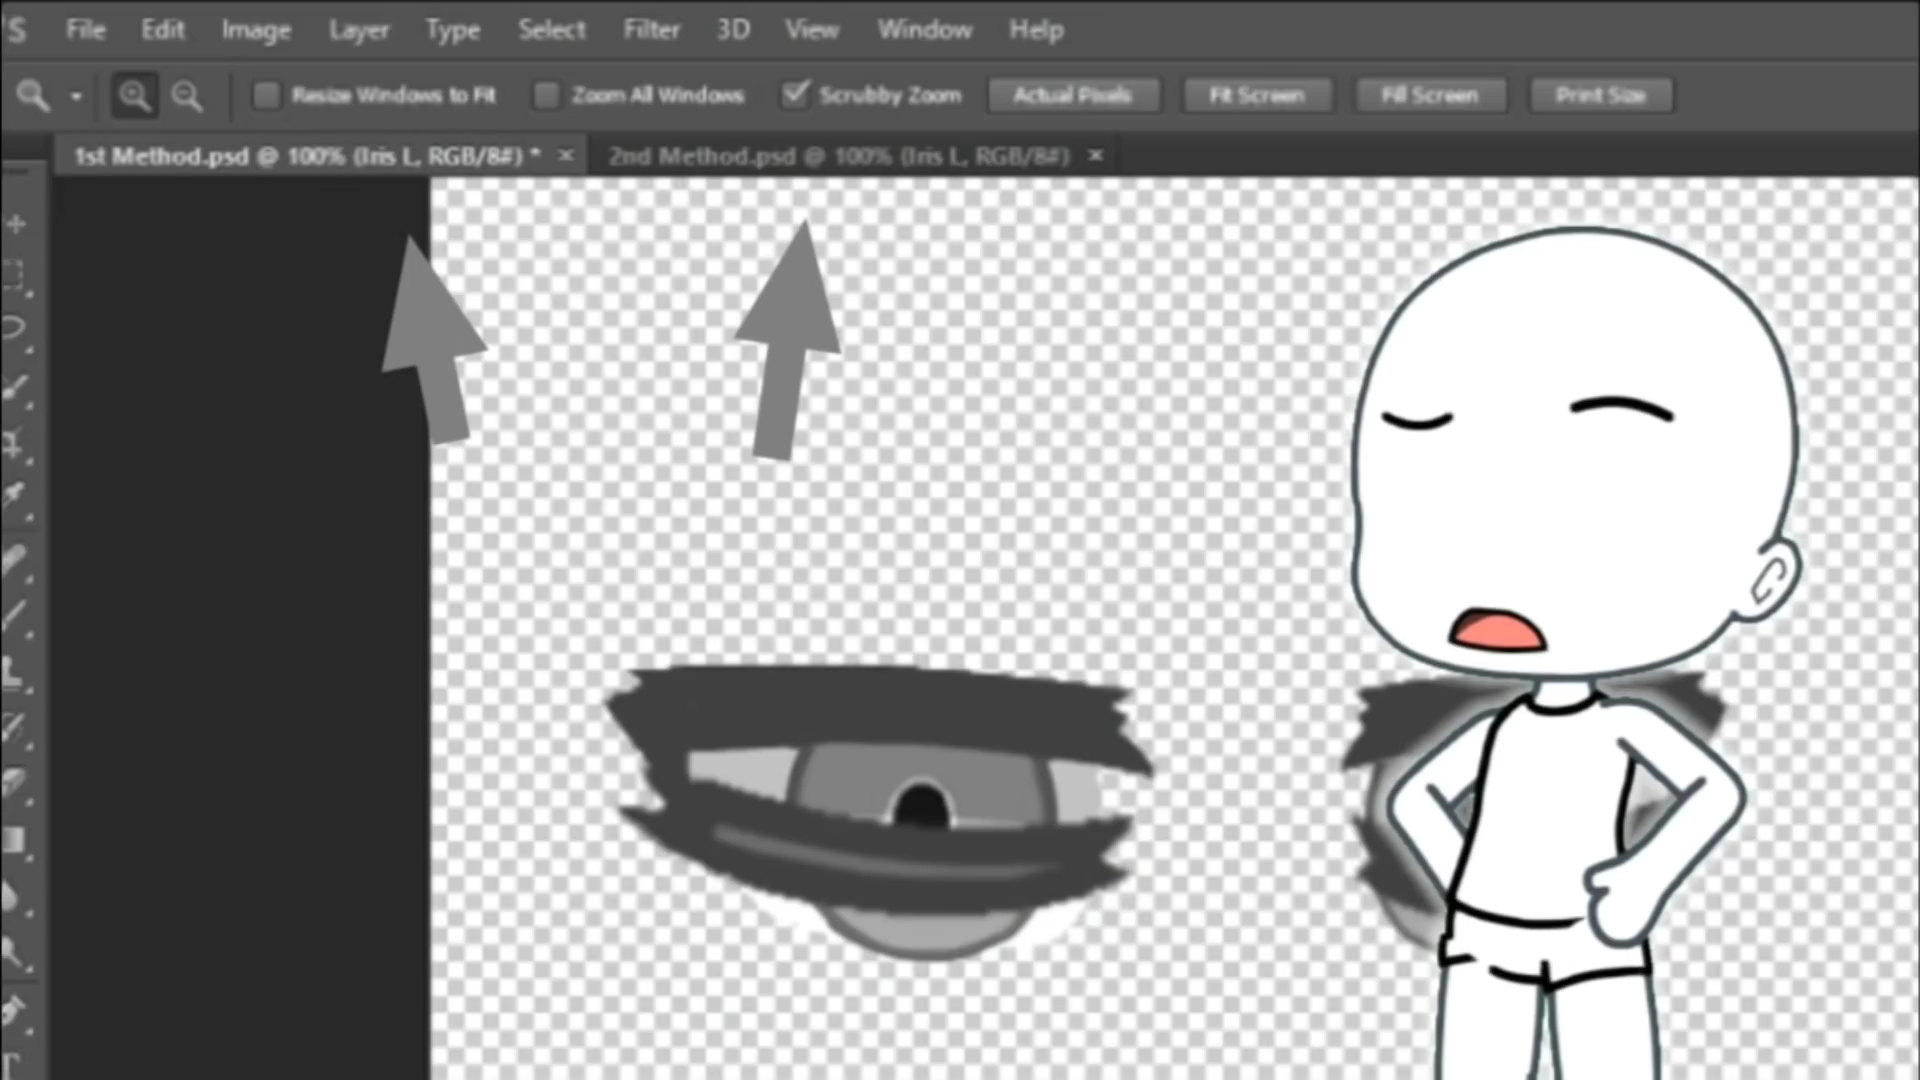 PS File Edit Image Layer Type Select Filter 3D View Window Help
Resize Windows to Fit Zoom All Windows Scrubby Zoom Actual Pixels Fit Screen Fill Screen Print Size
1st Method.psd @ 100% (Iris L, RGB/8#) * × 2nd Method.psd @ 100% (Iris L, RGB/8#) ×